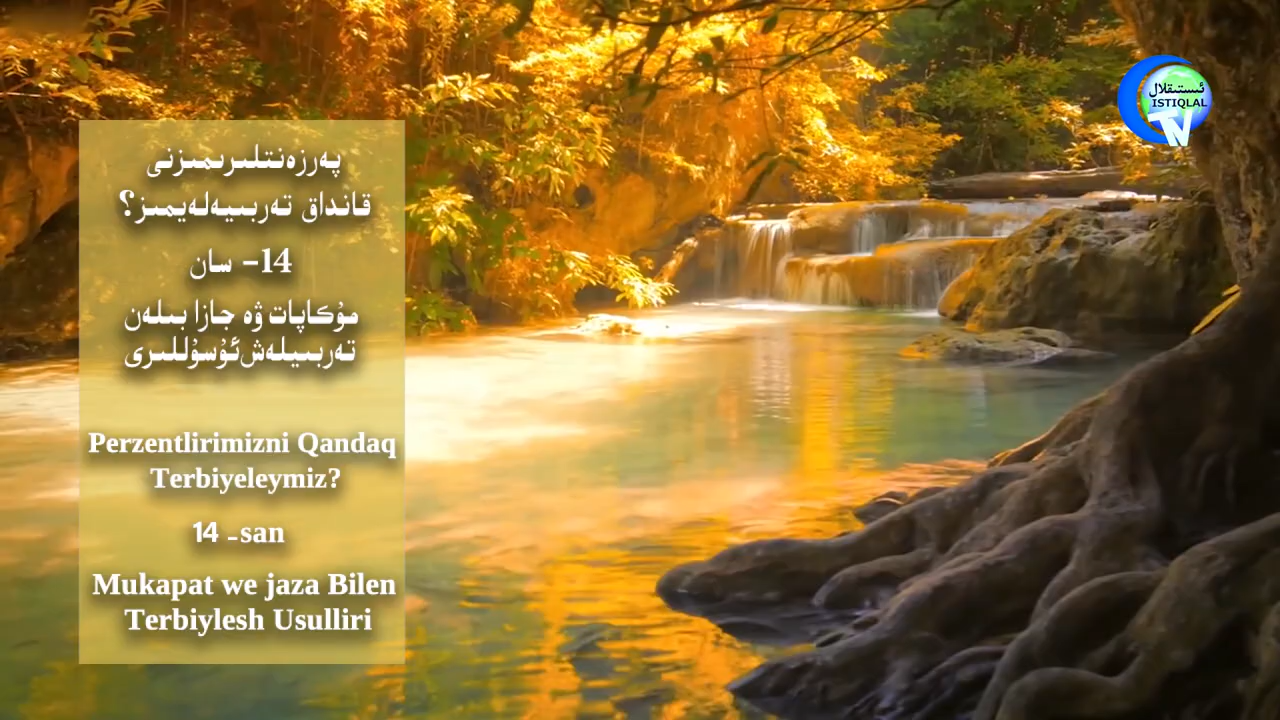 پەرزەنتلىرىمىزنى
قانداق تەربىيەلەيمىز؟
14- سان
مۇكاپات ۋە جازا بىلەن
تەربىيلەش ئۇسۇللىرى
Perzentlirimizni Qandaq
Terbiyeleymiz?
14 -san
Mukapat we jaza Bilen
Terbiylesh Usulliri
ئىستىقلال
ISTIQLAL
TV